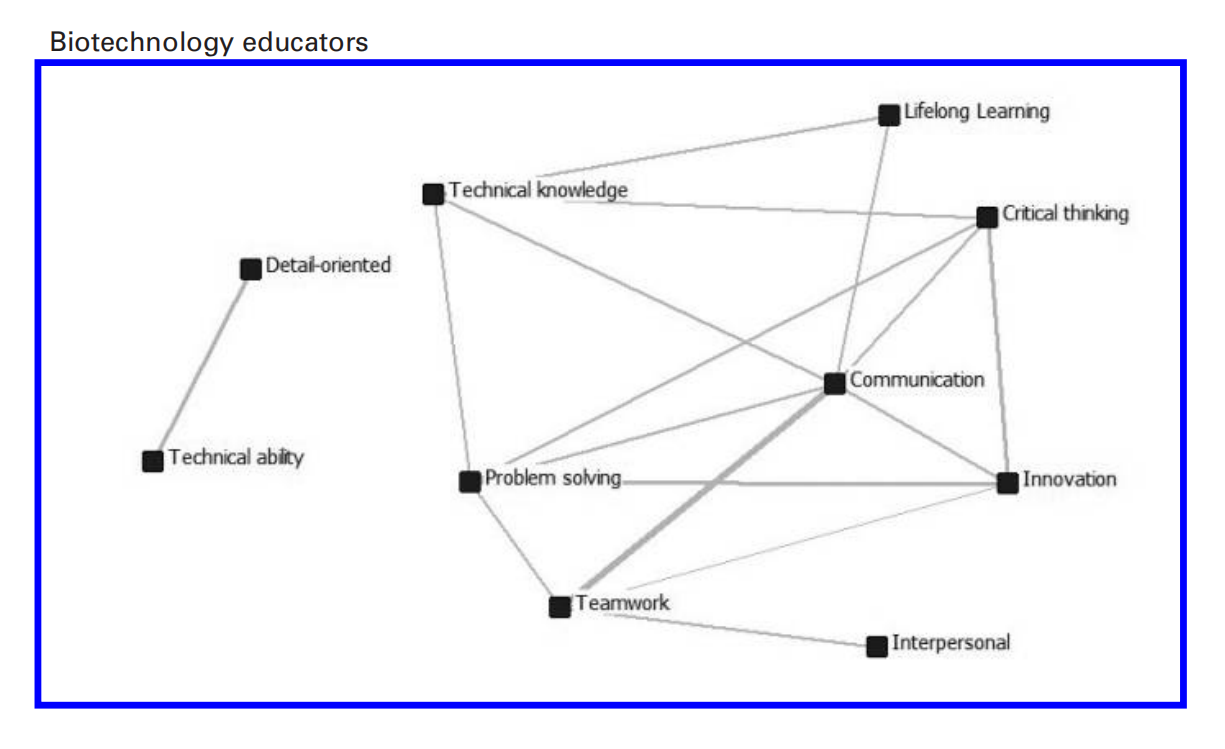 Biotechnology educators
Lifelong Learning
Technical knowledge
Critical thinking
Detail-oriented
Communication
Technical ability
Problem solving
Innovation
Teamwork
Interpersonal